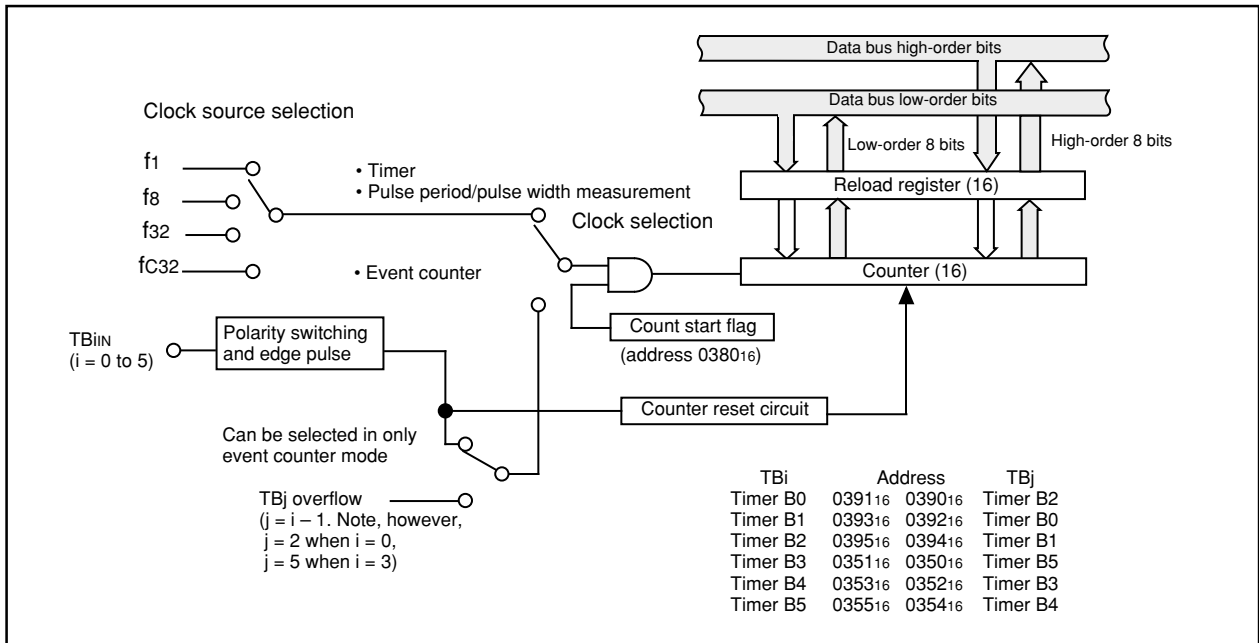 Data bus high-order bits
Data bus low-order bits
Clock source selection
Low-order 8 bits
High-order 8 bits
f1
f8
f32
fC32
• Timer
• Pulse period/pulse width measurement
Reload register (16)
Clock selection
• Event counter
Counter (16)
Count start flag
(address 038016)
TBiIN
(i = 0 to 5)
Polarity switching
and edge pulse
Counter reset circuit
Can be selected in only
event counter mode
TBj overflow
(j = i – 1. Note, however,
j = 2 when i = 0,
j = 5 when i = 3)
TBi Address TBj
Timer B0 039116 039016 Timer B2
Timer B1 039316 039216 Timer B0
Timer B2 039516 039416 Timer B1
Timer B3 035116 035016 Timer B5
Timer B4 035316 035216 Timer B3
Timer B5 035516 035416 Timer B4